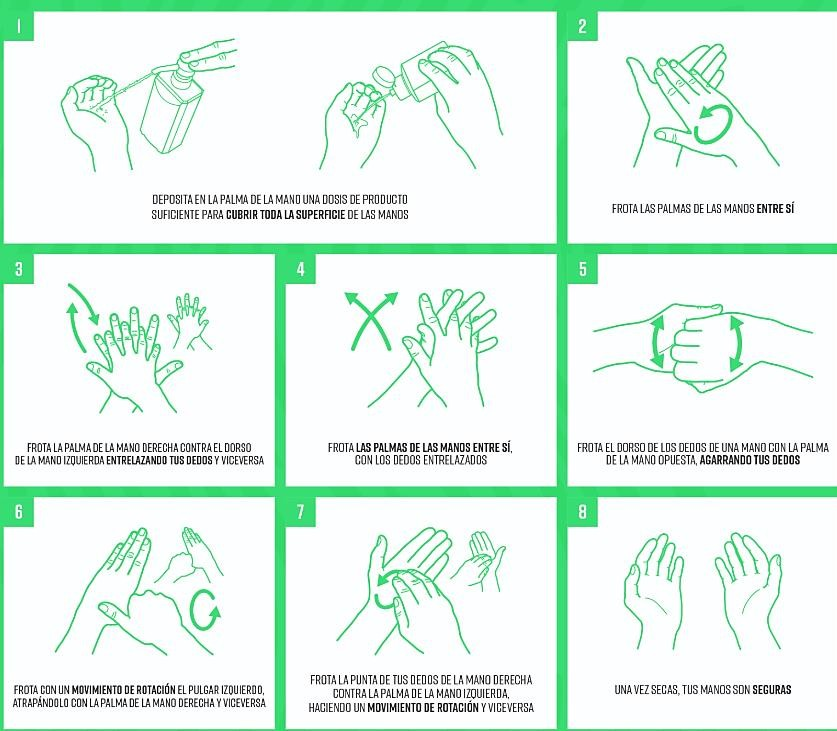 1
DEPOSITA EN LA PALMA DE LA MANO UNA DOSIS DE PRODUCTO
SUFICIENTE PARA CUBRIR TODA LA SUPERFICIE DE LAS MANOS
2
FROTA LAS PALMAS DE LAS MANOS ENTRE SÍ
3
FROTA LA PALMA DE LA MANO DERECHA CONTRA EL DORSO
DE LA MANO IZQUIERDA ENTRELAZANDO TUS DEDOS Y VICEVERSA
4
FROTA LAS PALMAS DE LAS MANOS ENTRE SÍ,
CON LOS DEDOS ENTRELAZADOS
5
FROTA EL DORSO DE LOS DEDOS DE UNA MANO CON LA PALMA
DE LA MANO OPUESTA, AGARRANDO TUS DEDOS
6
FROTA CON UN MOVIMIENTO DE ROTACIÓN EL PULGAR IZQUIERDO,
ATRAPÁNDOLO CON LA PALMA DE LA MANO DERECHA Y VICEVERSA
7
FROTA LA PUNTA DE TUS DEDOS DE LA MANO DERECHA
CONTRA LA PALMA DE LA MANO IZQUIERDA,
HACIENDO UN MOVIMIENTO DE ROTACIÓN Y VICEVERSA
8
UNA VEZ SECAS, TUS MANOS SON SEGURAS